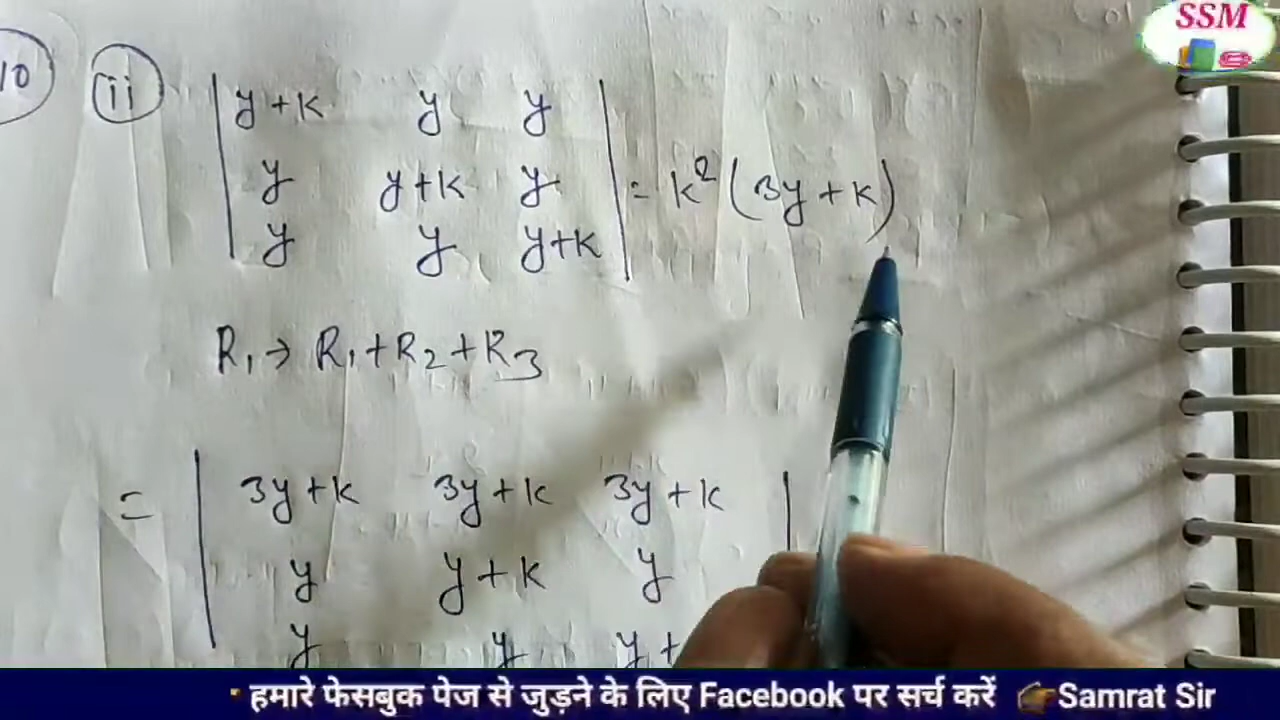 SSM
10 ii | y+k y y |
| y y+k y | = k²(3y+k)
| y y y+k |
R₁→ R₁+R₂+R₃
= | 3y+k 3y+k 3y+k |
y y+k y
y y y+
हमारे फेसबुक पेज से जुड़ने के लिए Facebook पर सर्च करें 👉Samrat Sir